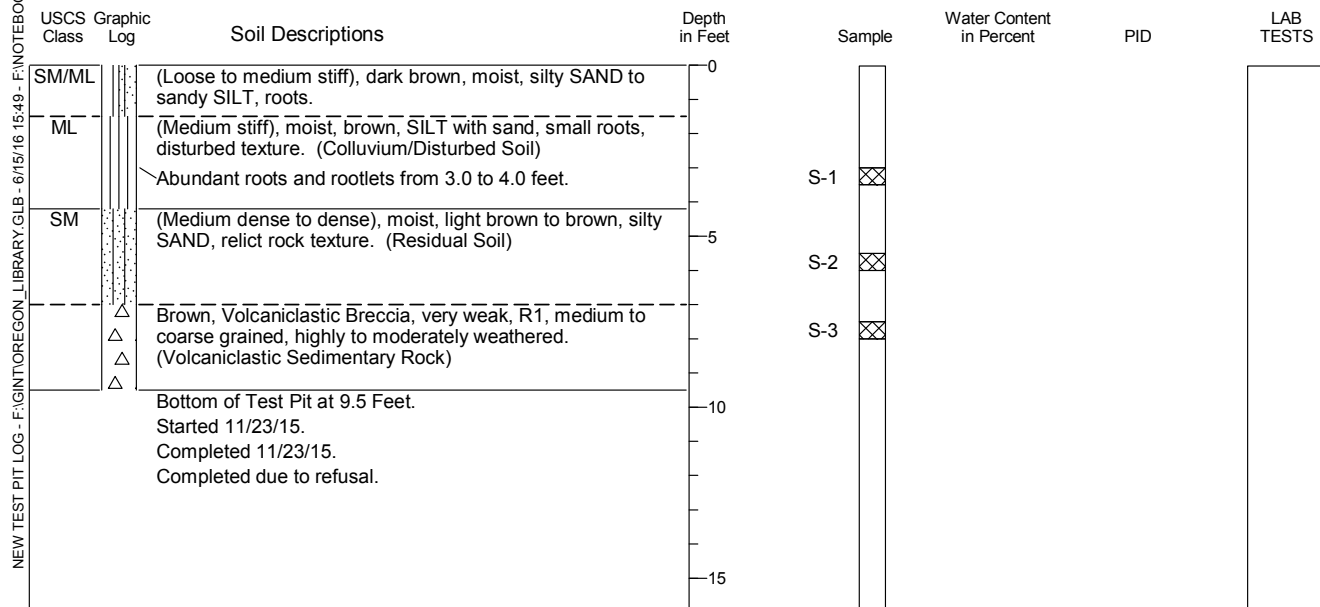 NEW TEST PIT LOG - F:\GINT\OREGON_LIBRARY.GLB - 6/15/16 15:49 - F:\NOTEBOO
USCS Class
Graphic Log
Soil Descriptions
Depth in Feet
Sample
Water Content in Percent
PID
LAB TESTS
SM/ML
(Loose to medium stiff), dark brown, moist, silty SAND to
sandy SILT, roots.
ML
(Medium stiff), moist, brown, SILT with sand, small roots,
disturbed texture. (Colluvium/Disturbed Soil)
Abundant roots and rootlets from 3.0 to 4.0 feet.
SM
(Medium dense to dense), moist, light brown to brown, silty
SAND, relict rock texture. (Residual Soil)
Brown, Volcaniclastic Breccia, very weak, R1, medium to
coarse grained, highly to moderately weathered.
(Volcaniclastic Sedimentary Rock)
Bottom of Test Pit at 9.5 Feet.
Started 11/23/15.
Completed 11/23/15.
Completed due to refusal.
0
5
10
15
S-1
S-2
S-3